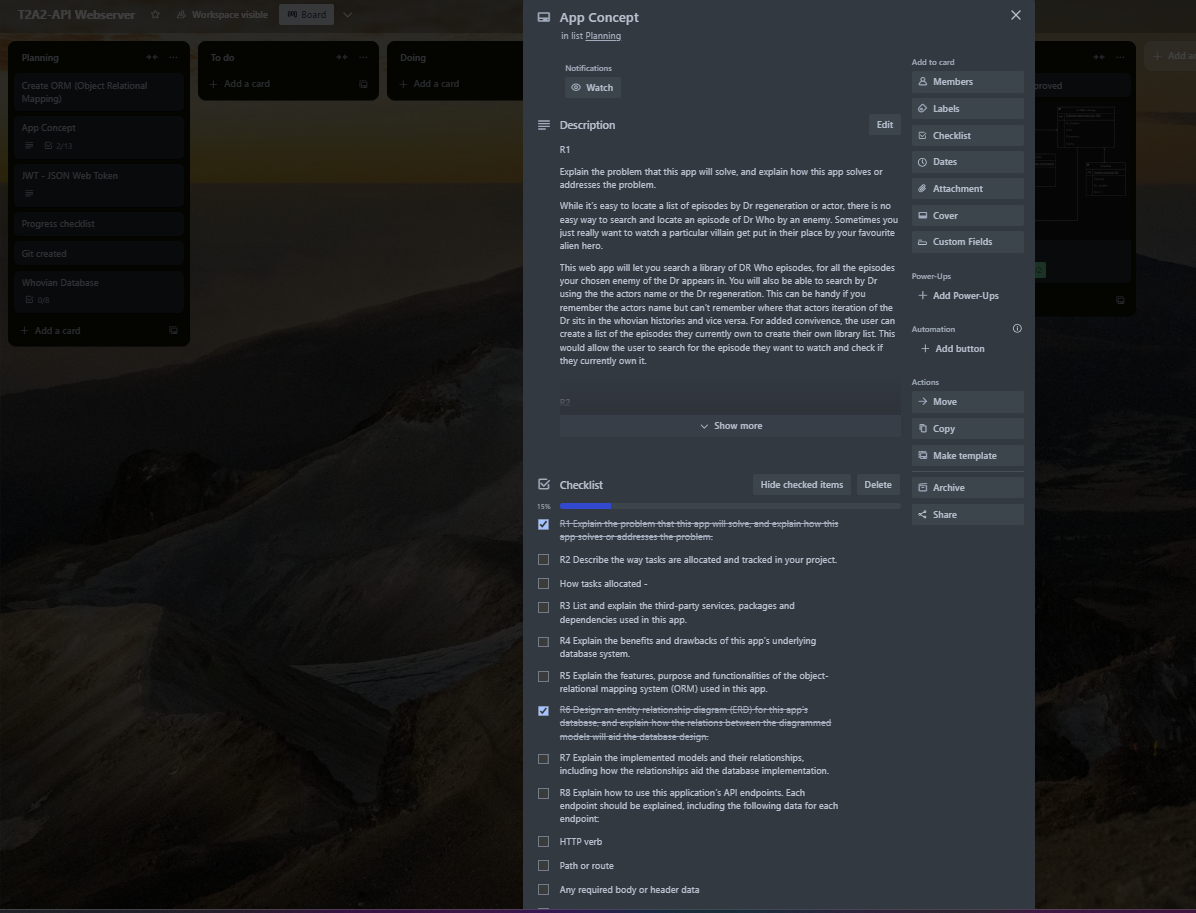 T2A2-API Webserver
Workspace visible
Board
Planning
Create ORM (Object Relational
Mapping)
App Concept
2/13
JWT - JSON Web Token
Progress checklist
Git created
Whovian Database
0/8
Add a card
To do
Add a card
Doing
Add a card
App Concept
in list Planning
Notifications
Watch
Description
Edit
R1
Explain the problem that this app will solve, and explain how this app solves or
addresses the problem.
While it's easy to locate a list of episodes by Dr regeneration or actor, there is no
easy way to search and locate an episode of Dr Who by an enemy. Sometimes you
just really want to watch a particular villain get put in their place by your favourite
alien hero.
This web app will let you search a library of DR Who episodes, for all the episodes
your chosen enemy of the Dr appears in. You will also be able to search by Dr
using the the actors name or the Dr regeneration. This can be handy if you
remember the actors name but can't remember where that actors iteration of the
Dr sits in the whovian histories and vice versa. For added convivence, the user can
create a list of the episodes they currently own to create their own library list. This
would allow the user to search for the episode they want to watch and check if
they currently own it.
R2
Show more
Checklist
Hide checked items
Delete
15%
R1 Explain the problem that this app will solve, and explain how this
app solves or addresses the problem.
R2 Describe the way tasks are allocated and tracked in your project.
How tasks allocated -
R3 List and explain the third-party services, packages and
dependencies used in this app.
R4 Explain the benefits and drawbacks of this app's underlying
database system.
R5 Explain the features, purpose and functionalities of the object-
relational mapping system (ORM) used in this app.
R6 Design an entity relationship diagram (ERD) for this app's
database, and explain how the relations between the diagrammed
models will aid the database design.
R7 Explain the implemented models and their relationships,
including how the relationships aid the database implementation.
R8 Explain how to use this application's API endpoints. Each
endpoint should be explained, including the following data for each
endpoint:
HTTP verb
Path or route
Any required body or header data
Add to card
Members
Labels
Checklist
Dates
Attachment
Cover
Custom Fields
Power-Ups
Add Power-Ups
Automation
Add button
Actions
Move
Copy
Make template
Archive
Share
proved
Add a